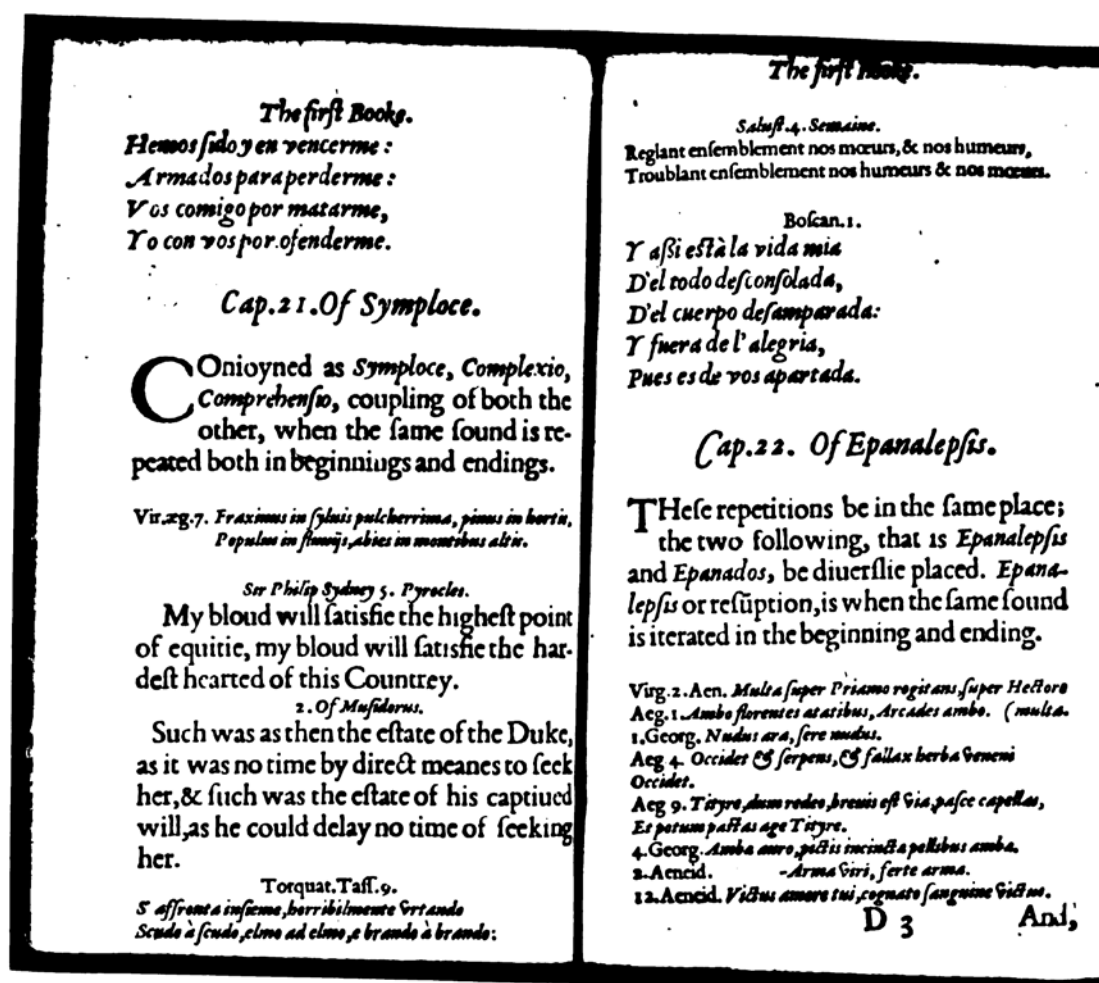 The firſt Booke.
Hemos ſido y en vencerme :
Armados para perderme :
Vos comigo por matarme,
Yo con vos por ofenderme.
Cap.21.Of Symploce.
COnioyned as Symploce, Complexio,
Comprehenſio, coupling of both the
other, when the ſame ſound is re-
peated both in beginnings and endings.
Vir.æg.7. Fraxinus in ſyluis pulcherrima, pinus in hortis,
Populus in fluuijs, abies in montibus altis.
Ser Philip Sydney 5. Pyrocles.
My bloud will ſatisfie the higheſt point
of equitie, my bloud will ſatisfie the har-
deſt hearted of this Countrey.
2. Of Muſidorus.
Such was as then the eſtate of the Duke,
as it was no time by direct meanes to ſeek
her,& ſuch was the eſtate of his captiued
will,as he could delay no time of ſeeking
her.
Torquat.Taſſ.9.
S' affronta inſieme,horribilmente vrtando
Scudo à ſcudo,elmo ad elmo,e brando à brando:
The firſt Booke.
Saluſt.4.Semaine.
Reglant enſemblement nos mœurs, & nos humeurs,
Troublant enſemblement nos humeurs & nos mœurs.
Boſcan.1.
Y aſsi eſtà la vida mia
D'el todo deſconſolada,
D'el cuerpo deſamparada:
Y fuera de l' alegria,
Pues es de vos apartada.
Cap.22. Of Epanalepſis.
THeſe repetitions be in the ſame place;
the two following, that is Epanalepſis
and Epanados, be diuerſlie placed. Epana-
lepſis or reſũption,is when the ſame ſound
is iterated in the beginning and ending.
Virg.2.Aen. Multa ſuper Priamo rogitans,ſuper Hectore
Aeg.1.Ambo florentes ætatibus, Arcades ambo. (multa.
1.Georg. Nudus ara, ſere nudus.
Aeg 4. Occidet & ſerpens, & fallax herba veneni
Occidet.
Aeg 9. Tityre,dum redeo,breuis eſt via,paſce capellas,
Et potum paſtas age Tityre.
4.Georg.Amba auro,pictis incincta pellibus amba.
2.Aeneid. -Arma viri, ferte arma.
12.Aeneid. Victus amore tui,cognato ſanguine victus.
D 3 And,